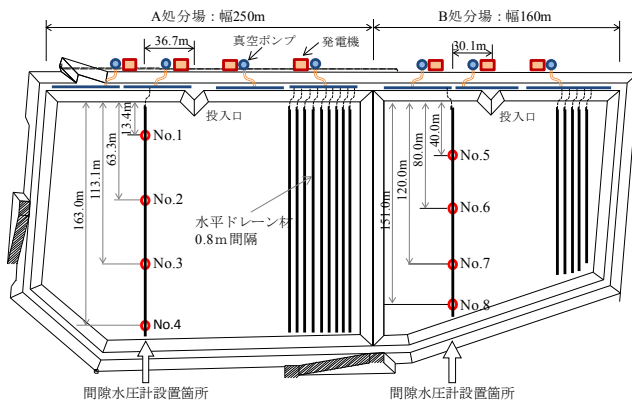 A処分場：幅250m
B処分場：幅160m
36.7m
真空ポンプ
発電機
30.1m
投入口
投入口
13.4m
63.3m
113.1m
163.0m
40.0m
80.0m
120.0m
151.0m
No.1
No.2
No.3
No.4
No.5
No.6
No.7
No.8
水平ドレーン材
0.8m間隔
間隙水圧計設置箇所
間隙水圧計設置箇所